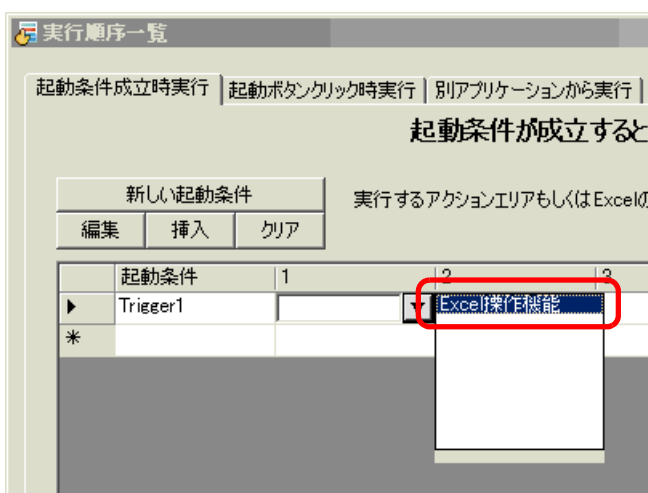 実行順序一覧
起動条件成立時実行 起動ボタンクリック時実行 別アプリケーションから実行
起動条件が成立すると
新しい起動条件
実行するアクションエリアもしくはExcelの
編集 挿入 クリア
起動条件 1 2 3
Trigger1 Excel操作機能
*